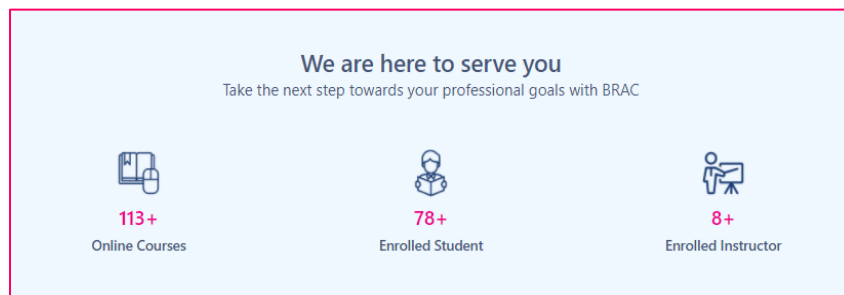 We are here to serve you
Take the next step towards your professional goals with BRAC
113+
Online Courses
78+
Enrolled Student
8+
Enrolled Instructor